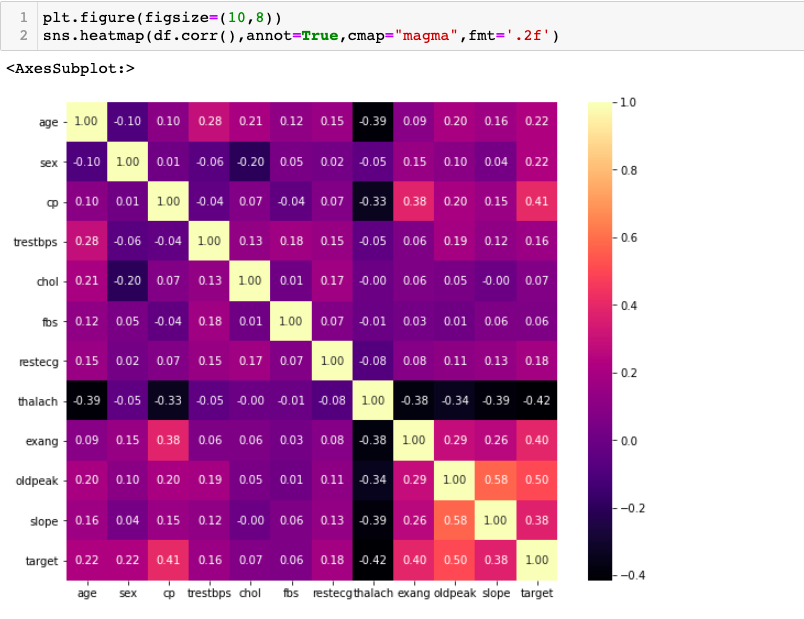 1 plt.figure(figsize=(10,8))
2 sns.heatmap(df.corr(),annot=True,cmap="magma",fmt='.2f')
<AxesSubplot:>
age 1.00 -0.10 0.10 0.28 0.21 0.12 0.15 -0.39 0.09 0.20 0.16 0.22
sex -0.10 1.00 0.01 -0.06 -0.20 0.05 0.02 -0.05 0.15 0.10 0.04 0.22
cp 0.10 0.01 1.00 -0.04 0.07 -0.04 0.07 -0.33 0.38 0.20 0.15 0.41
trestbps 0.28 -0.06 -0.04 1.00 0.13 0.18 0.15 -0.05 0.06 0.19 0.12 0.16
chol 0.21 -0.20 0.07 0.13 1.00 0.01 0.17 -0.00 0.06 0.05 -0.00 0.07
fbs 0.12 0.05 -0.04 0.18 0.01 1.00 0.07 -0.01 0.03 0.01 0.06 0.06
restecg 0.15 0.02 0.07 0.15 0.17 0.07 1.00 -0.08 0.08 0.11 0.13 0.18
thalach -0.39 -0.05 -0.33 -0.05 -0.00 -0.01 -0.08 1.00 -0.38 -0.34 -0.39 -0.42
exang 0.09 0.15 0.38 0.06 0.06 0.03 0.08 -0.38 1.00 0.29 0.26 0.40
oldpeak 0.20 0.10 0.20 0.19 0.05 0.01 0.11 -0.34 0.29 1.00 0.58 0.50
slope 0.16 0.04 0.15 0.12 -0.00 0.06 0.13 -0.39 0.26 0.58 1.00 0.38
target 0.22 0.22 0.41 0.16 0.07 0.06 0.18 -0.42 0.40 0.50 0.38 1.00
age sex cp trestbps chol fbs restecg thalach exang oldpeak slope target
1.0
0.8
0.6
0.4
0.2
0.0
−0.2
−0.4